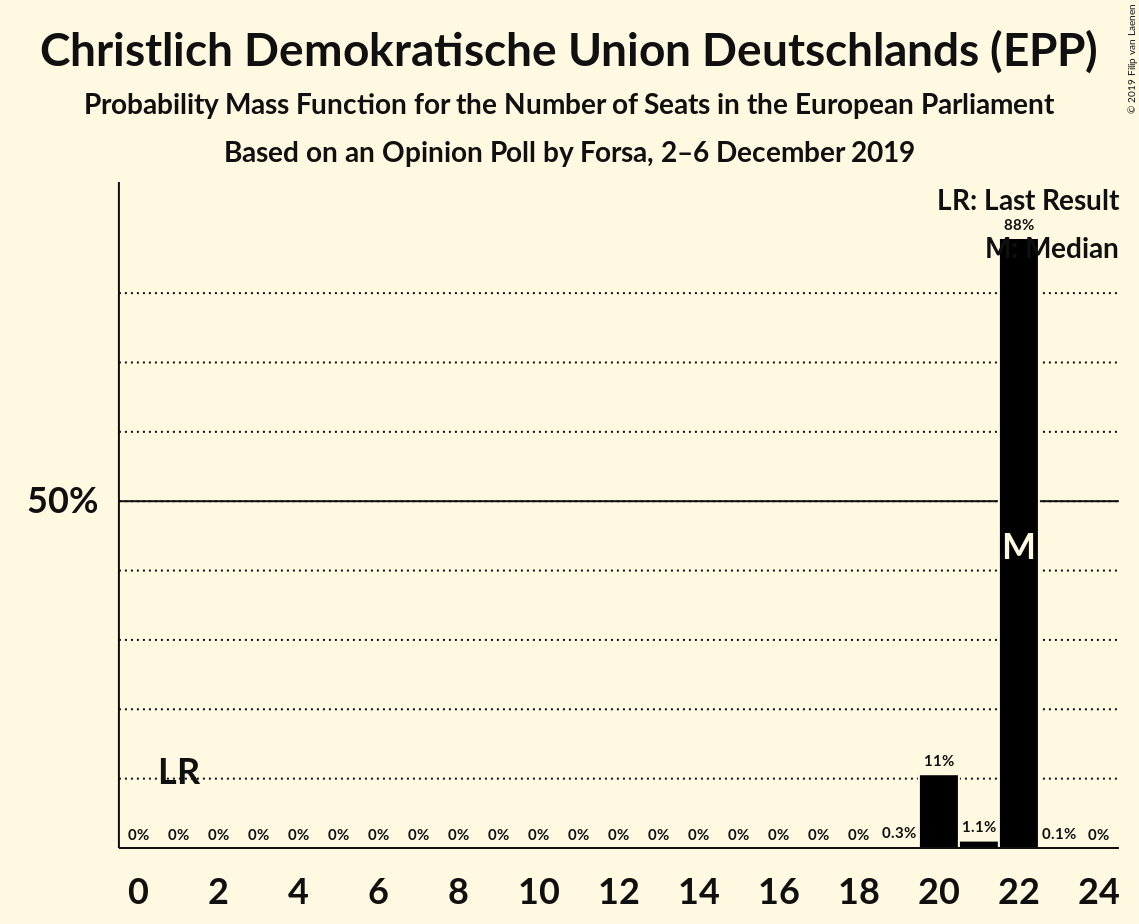 Christlich Demokratische Union Deutschlands (EPP)
Probability Mass Function for the Number of Seats in the European Parliament
Based on an Opinion Poll by Forsa, 2–6 December 2019
© 2019 Filip van Laenen
LR: Last Result
88%
M: Median
50%
M
LR
11%
0% 0% 0% 0% 0% 0% 0% 0% 0% 0% 0% 0% 0% 0% 0% 0% 0% 0% 0% 0.3% 1.1% 0.1% 0%
0 2 4 6 8 10 12 14 16 18 20 22 24